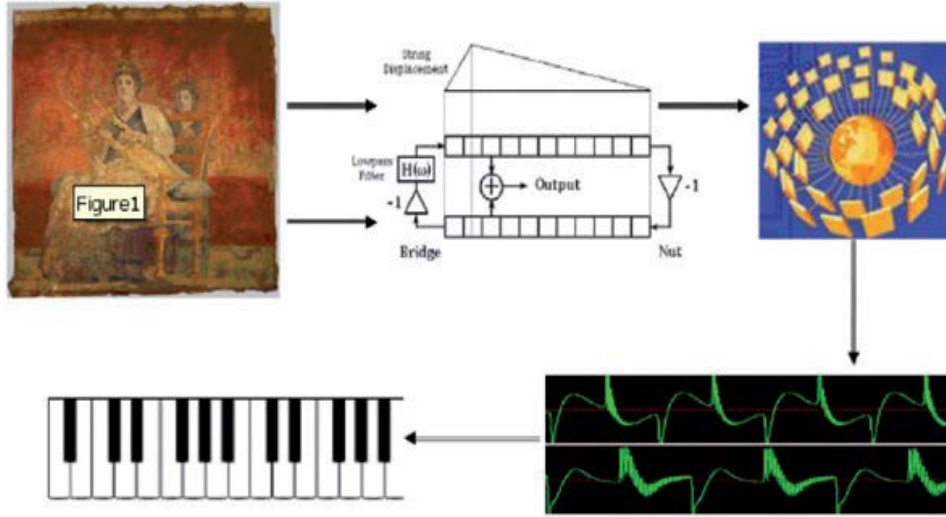 String
Displacement
Lowpass
Filter
H(ω)
-1
Output
-1
Bridge
Nut
Figure1